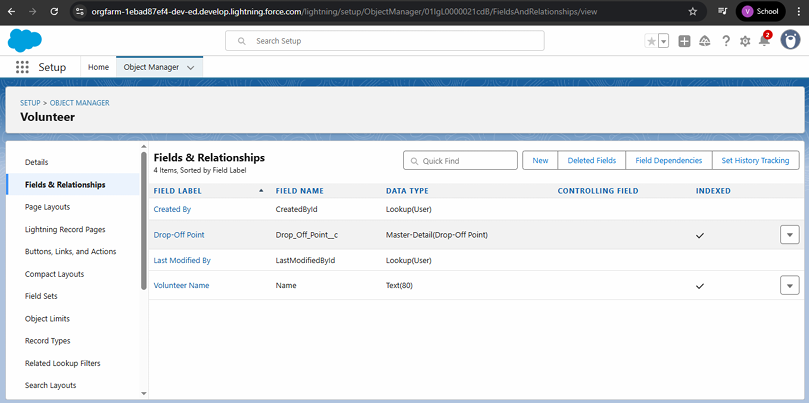 orgfarm-1ebad87ef4-dev-ed.develop.lightning.force.com/lightning/setup/ObjectManager/01IgL0000021cd8/FieldsAndRelationships/view
V School
Search Setup
2
Setup Home Object Manager
SETUP > OBJECT MANAGER
Volunteer
Details
Fields & Relationships
Page Layouts
Lightning Record Pages
Buttons, Links, and Actions
Compact Layouts
Field Sets
Object Limits
Record Types
Related Lookup Filters
Search Layouts
Fields & Relationships
4 Items, Sorted by Field Label
Quick Find
New Deleted Fields Field Dependencies Set History Tracking
FIELD LABEL FIELD NAME DATA TYPE CONTROLLING FIELD INDEXED
Created By CreatedById Lookup(User)
Drop-Off Point Drop_Off_Point__c Master-Detail(Drop-Off Point)
Last Modified By LastModifiedById Lookup(User)
Volunteer Name Name Text(80)